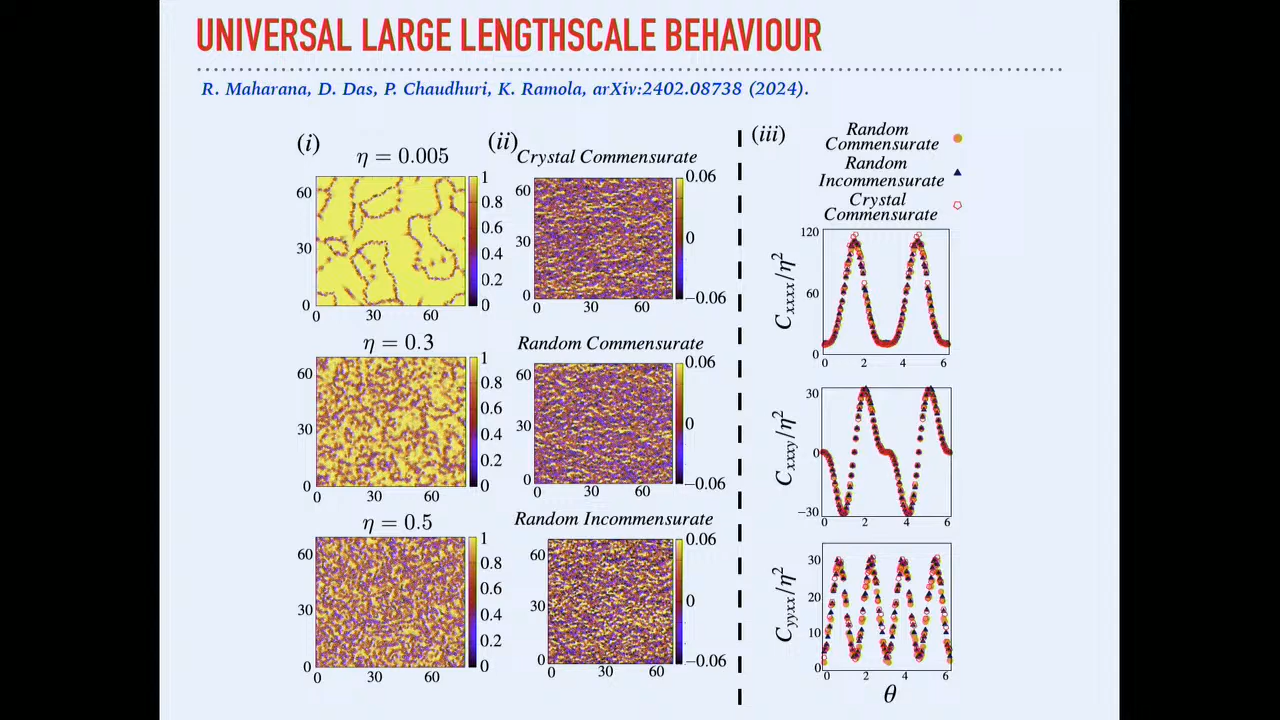 UNIVERSAL LARGE LENGTHSCALE BEHAVIOUR
R. Maharana, D. Das, P. Chaudhuri, K. Ramola, arXiv:2402.08738 (2024).
(i)
η = 0.005
60
30
0
0 30 60
1
0.8
0.6
0.4
0.2
0
η = 0.3
60
30
0
0 30 60
1
0.8
0.6
0.4
0.2
0
η = 0.5
60
30
0
0 30 60
1
0.8
0.6
0.4
0.2
0
(ii)
Crystal Commensurate
60
30
0
0 30 60
0.06
0
−0.06
Random Commensurate
60
30
0
0 30 60
0.06
0
−0.06
Random Incommensurate
60
30
0
0 30 60
0.06
0
−0.06
(iii)
Random
Commensurate
Random
Incommensurate
Crystal
Commensurate
C_xxxx/η²
120
60
0
0 2 4 6
C_xxxy/η²
30
0
−30
0 2 4 6
C_yyxx/η²
30
20
10
0
0 2 4 6
θ